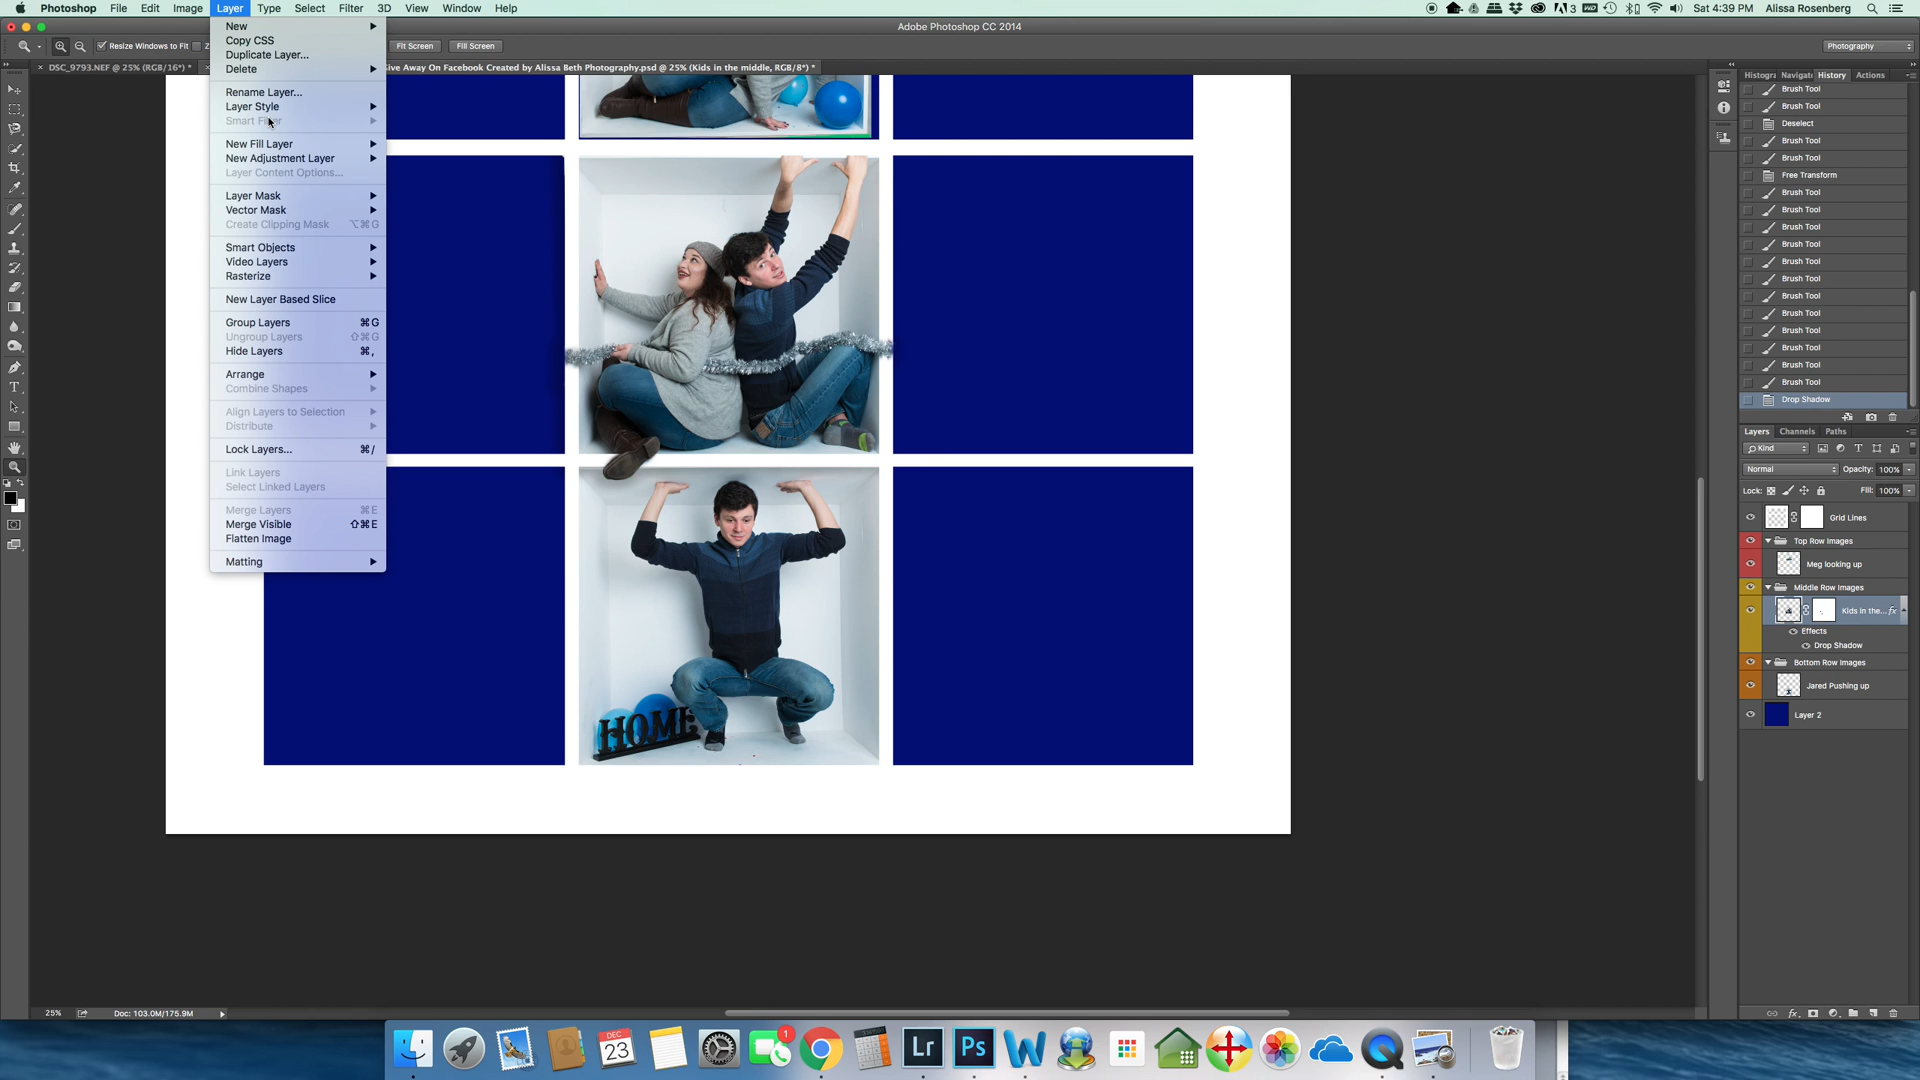 Photoshop File Edit Image Layer Type Select Filter 3D View Window Help 3 Sat 4:39 PM Alissa Rosenberg
Adobe Photoshop CC 2014
Resize Windows to Fit Z Fit Screen Fill Screen Photography
DSC_9793.NEF @ 25% (RGB/16*) * ive Away On Facebook Created by Alissa Beth Photography.psd @ 25% (Kids in the middle, RGB/8*) *
New
Copy CSS
Duplicate Layer...
Delete
Rename Layer...
Layer Style
Smart Filter
New Fill Layer
New Adjustment Layer
Layer Content Options...
Layer Mask
Vector Mask
Create Clipping Mask ⌥⌘G
Smart Objects
Video Layers
Rasterize
New Layer Based Slice
Group Layers ⌘G
Ungroup Layers ⇧⌘G
Hide Layers ⌘,
Arrange
Combine Shapes
Align Layers to Selection
Distribute
Lock Layers... ⌘/
Link Layers
Select Linked Layers
Merge Layers ⌘E
Merge Visible ⇧⌘E
Flatten Image
Matting
HOME
Histogra Navigat History Actions
Brush Tool
Brush Tool
Deselect
Brush Tool
Brush Tool
Free Transform
Brush Tool
Brush Tool
Brush Tool
Brush Tool
Brush Tool
Brush Tool
Brush Tool
Brush Tool
Brush Tool
Brush Tool
Brush Tool
Brush Tool
Drop Shadow
Layers Channels Paths
Kind
Normal Opacity: 100%
Lock: Fill: 100%
Grid Lines
Top Row Images
Meg looking up
Middle Row Images
Kids in the... fx
Effects
Drop Shadow
Bottom Row Images
Jared Pushing up
Layer 2
25% Doc: 103.0M/175.9M
DEC
23
1
Lr Ps W